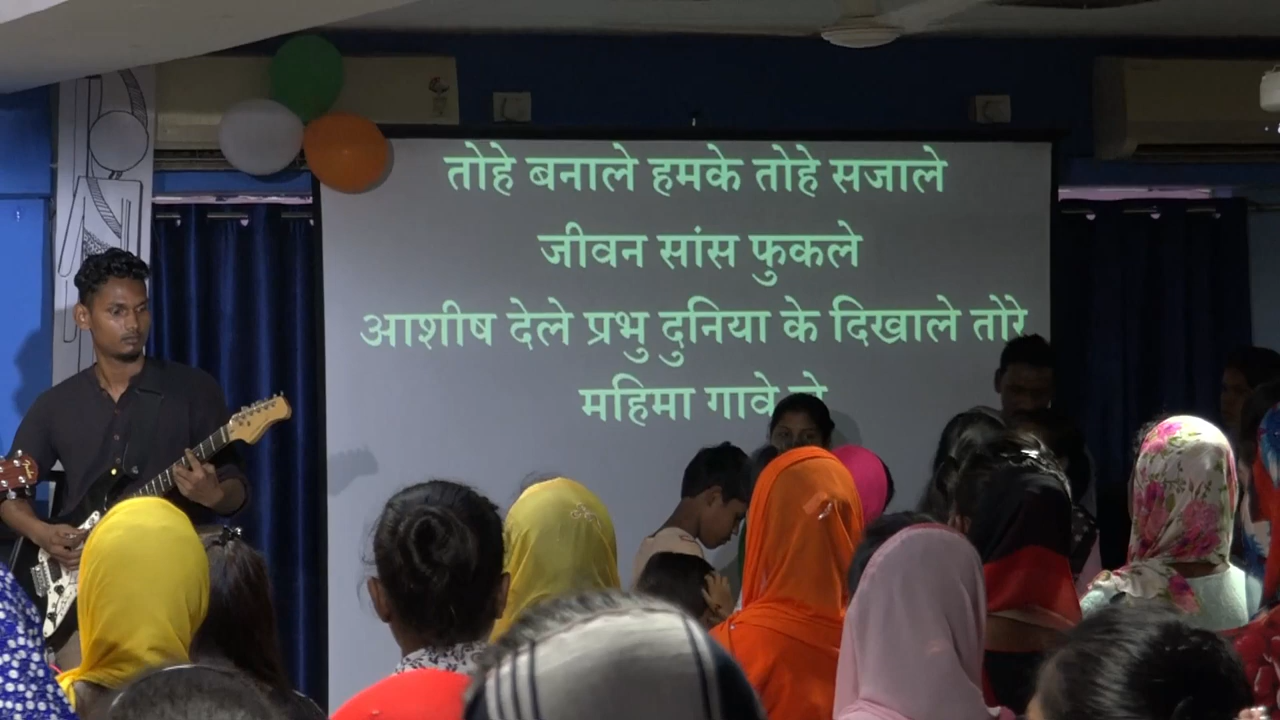 तोहे बनाले हमके तोहे सजाले
जीवन सांस फुकले
आशीष देले प्रभु दुनिया के दिखाले तोरे
महिमा गावे